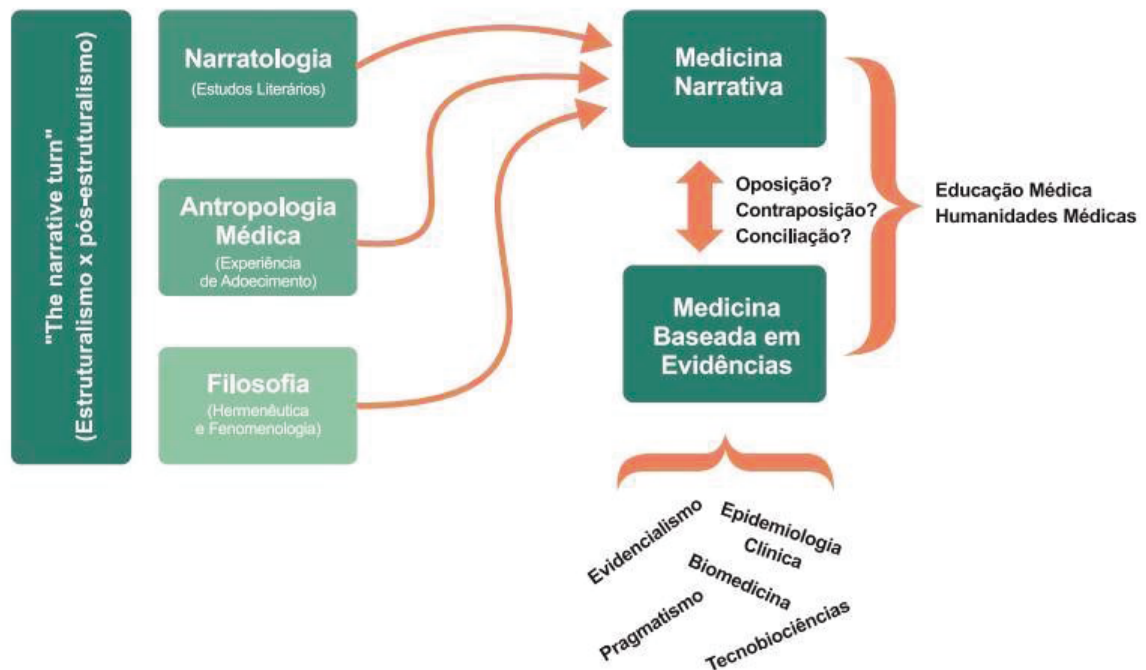 "The narrative turn"
(Estruturalismo x pós-estruturalismo)
Narratologia
(Estudos Literários)
Antropologia
Médica
(Experiência
de Adoecimento)
Filosofia
(Hermenêutica
e Fenomenologia)
Medicina
Narrativa
Oposição?
Contraposição?
Conciliação?
Medicina
Baseada em
Evidências
Educação Médica
Humanidades Médicas
Evidencialismo
Epidemiologia
Clínica
Biomedicina
Pragmatismo
Tecnobiociências